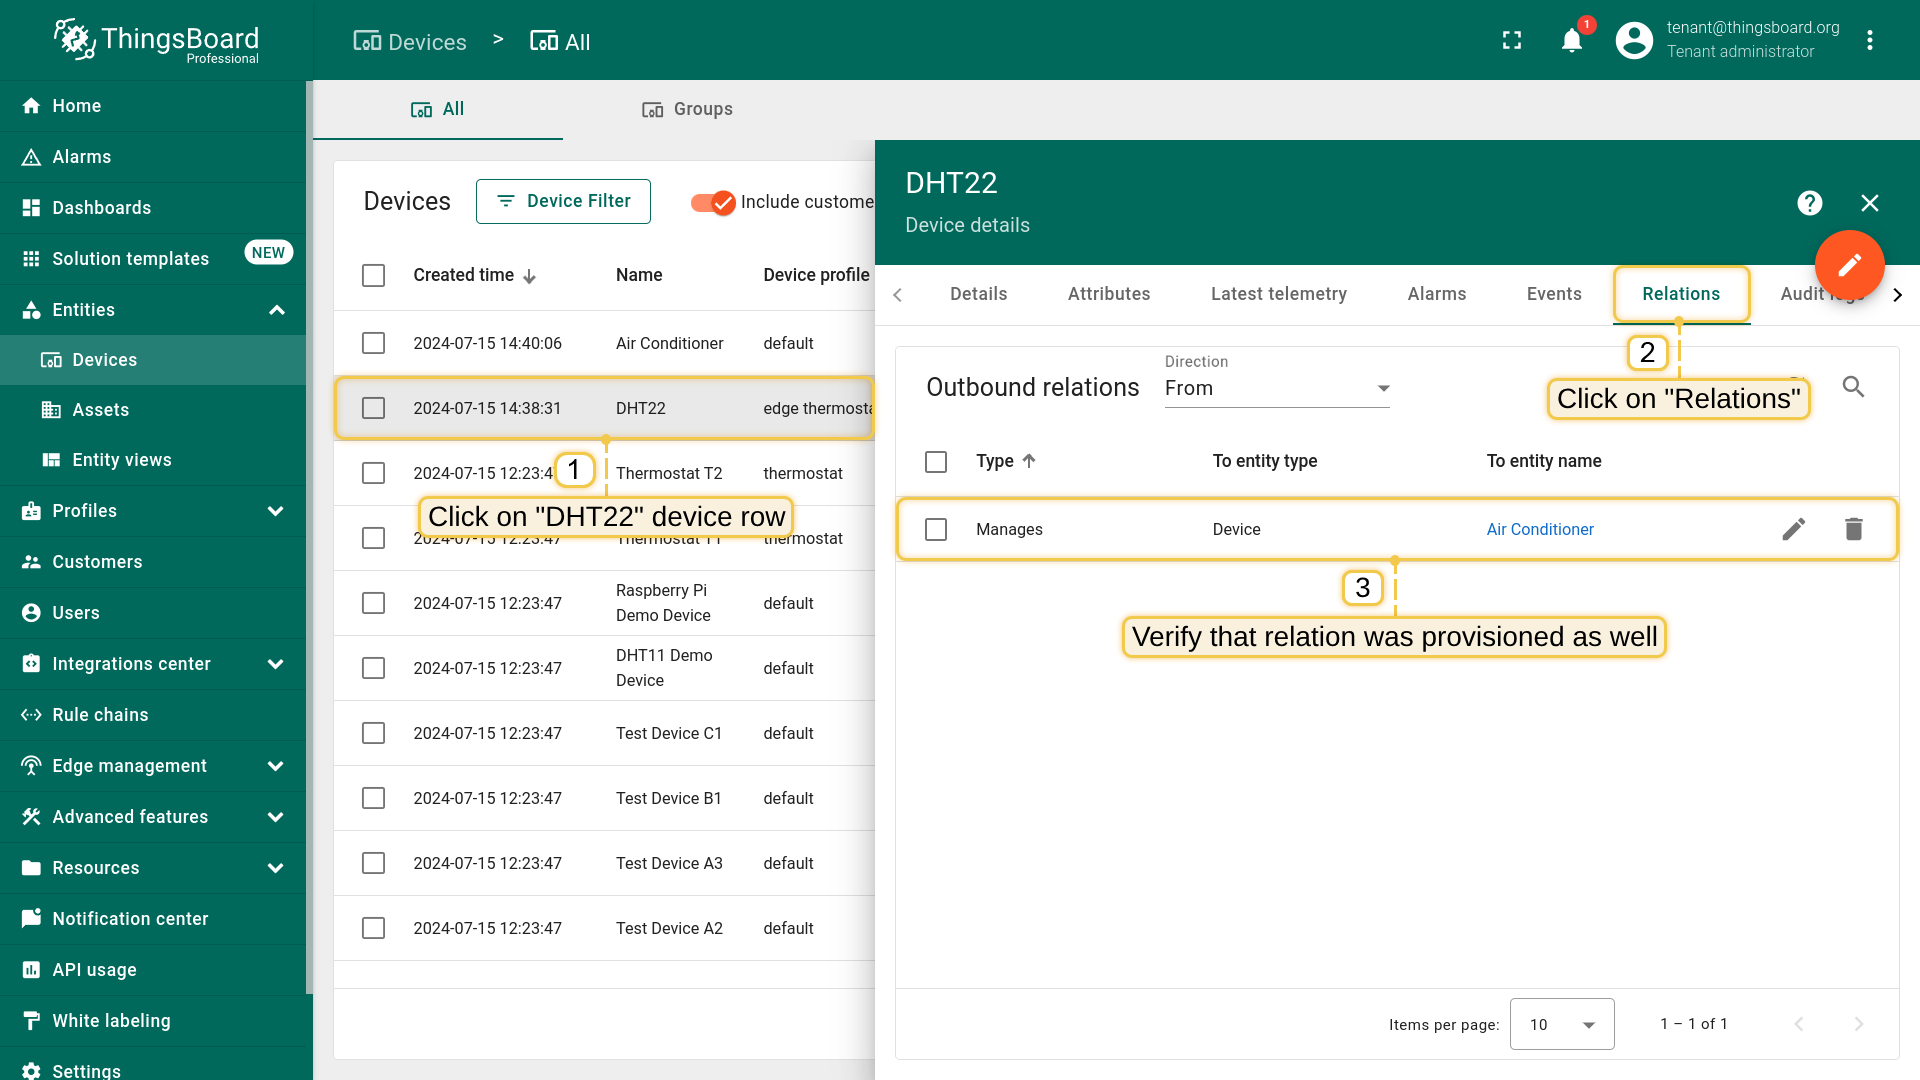 ThingsBoard
Professional
Devices > All
1
tenant@thingsboard.org
Tenant administrator
Home
Alarms
Dashboards
Solution templates NEW
Entities
Devices
Assets
Entity views
Profiles
Customers
Users
Integrations center
Rule chains
Edge management
Advanced features
Resources
Notification center
API usage
White labeling
Settings
All Groups
Devices Device Filter Include custome
Created time Name Device profile
2024-07-15 14:40:06 Air Conditioner default
2024-07-15 14:38:31 DHT22 edge thermosta
1
2024-07-15 12:23:4 Thermostat T2 thermostat
Click on "DHT22" device row
2024-07-15 12:23:47 Thermostat T1 thermostat
2024-07-15 12:23:47 Raspberry Pi Demo Device default
2024-07-15 12:23:47 DHT11 Demo Device default
2024-07-15 12:23:47 Test Device C1 default
2024-07-15 12:23:47 Test Device B1 default
2024-07-15 12:23:47 Test Device A3 default
2024-07-15 12:23:47 Test Device A2 default
DHT22
Device details
Details Attributes Latest telemetry Alarms Events Relations Audit logs
2
Click on "Relations"
Outbound relations
Direction
From
Type To entity type To entity name
Manages Device Air Conditioner
3
Verify that relation was provisioned as well
Items per page: 10 1 – 1 of 1